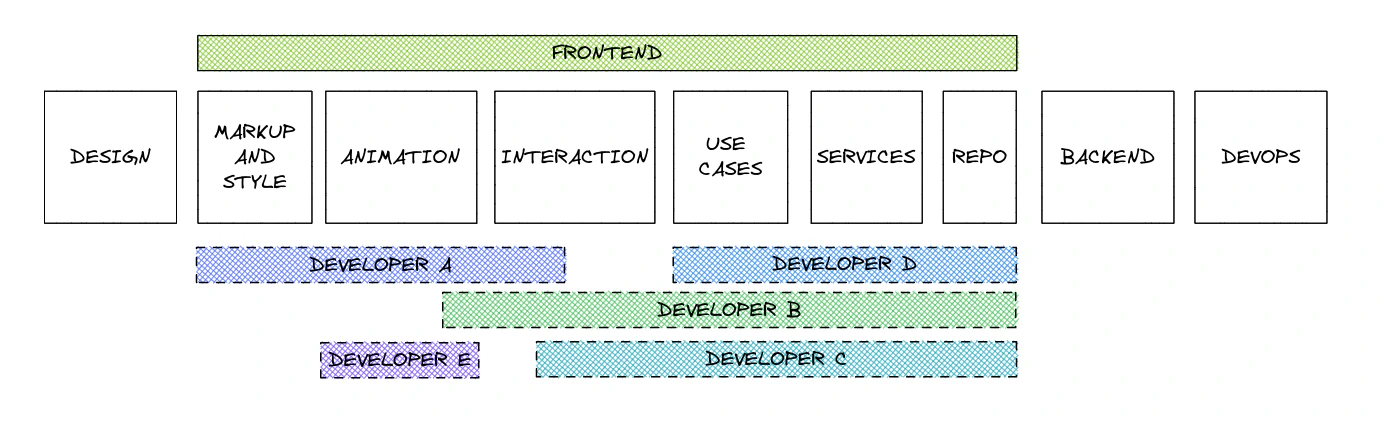 FRONTEND
DESIGN
MARKUP
AND
STYLE
ANIMATION
INTERACTION
USE
CASES
SERVICES
REPO
BACKEND
DEVOPS
DEVELOPER A
DEVELOPER D
DEVELOPER B
DEVELOPER E
DEVELOPER C